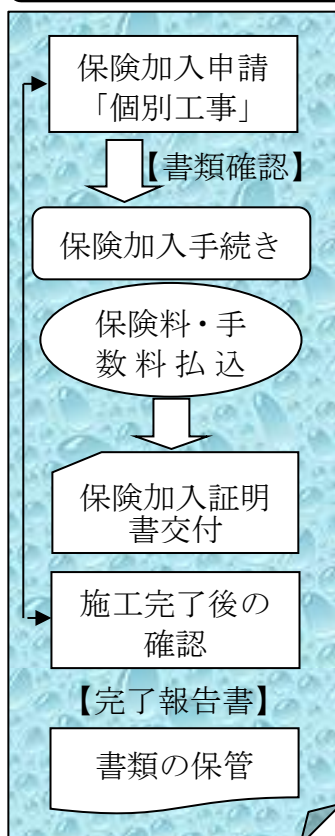 保険加入申請
「個別工事」
【書類確認】
保険加入手続き
保険料・手
数料払込
保険加入証明
書交付
施工完了後の
確認
【完了報告書】
書類の保管